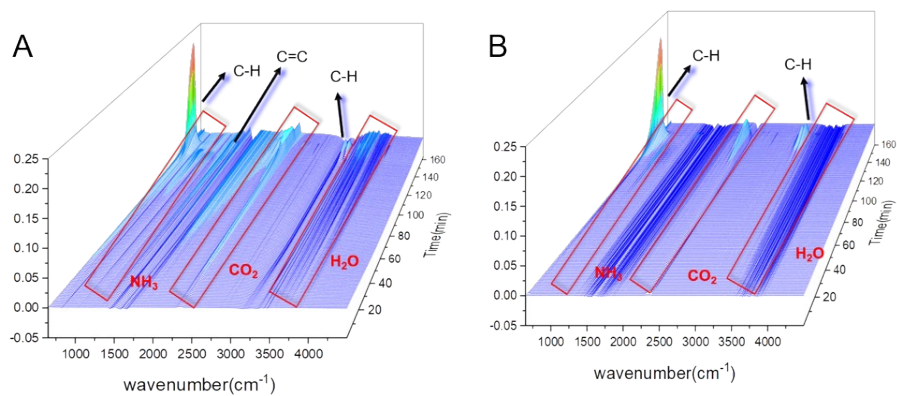 A
C-H
C=C
C-H
0.25
0.20
0.15
0.10
0.05
0.00
-0.05
160
140
120
100
80
60
40
20
Time(min)
NH₃
CO₂
H₂O
1000 1500 2000 2500 3000 3500 4000
wavenumber(cm⁻¹)
B
C-H
C-H
0.25
0.20
0.15
0.10
0.05
0.00
-0.05
160
140
120
100
80
60
40
20
Time(min)
NH₃
CO₂
H₂O
1000 1500 2000 2500 3000 3500 4000
wavenumber(cm⁻¹)